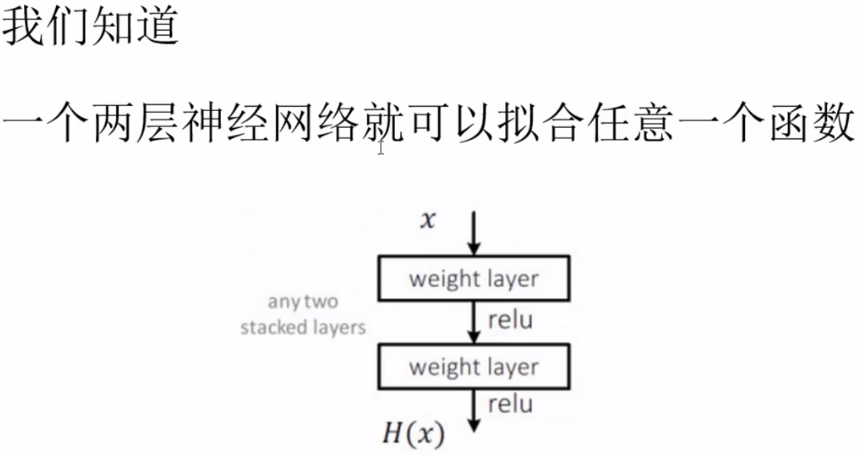 我们知道
一个两层神经网络就可以拟合任意一个函数
x
weight layer
any two
stacked layers
relu
weight layer
relu
H(x)